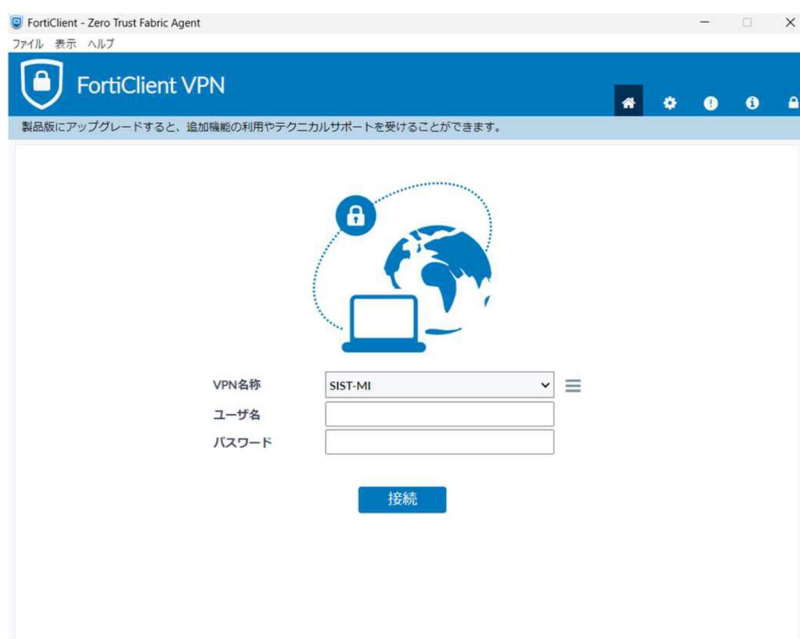 FortiClient - Zero Trust Fabric Agent
ファイル 表示 ヘルプ
FortiClient VPN
製品版にアップグレードすると、追加機能の利用やテクニカルサポートを受けることができます。
VPN名称 SIST-MI
ユーザ名
パスワード
接続